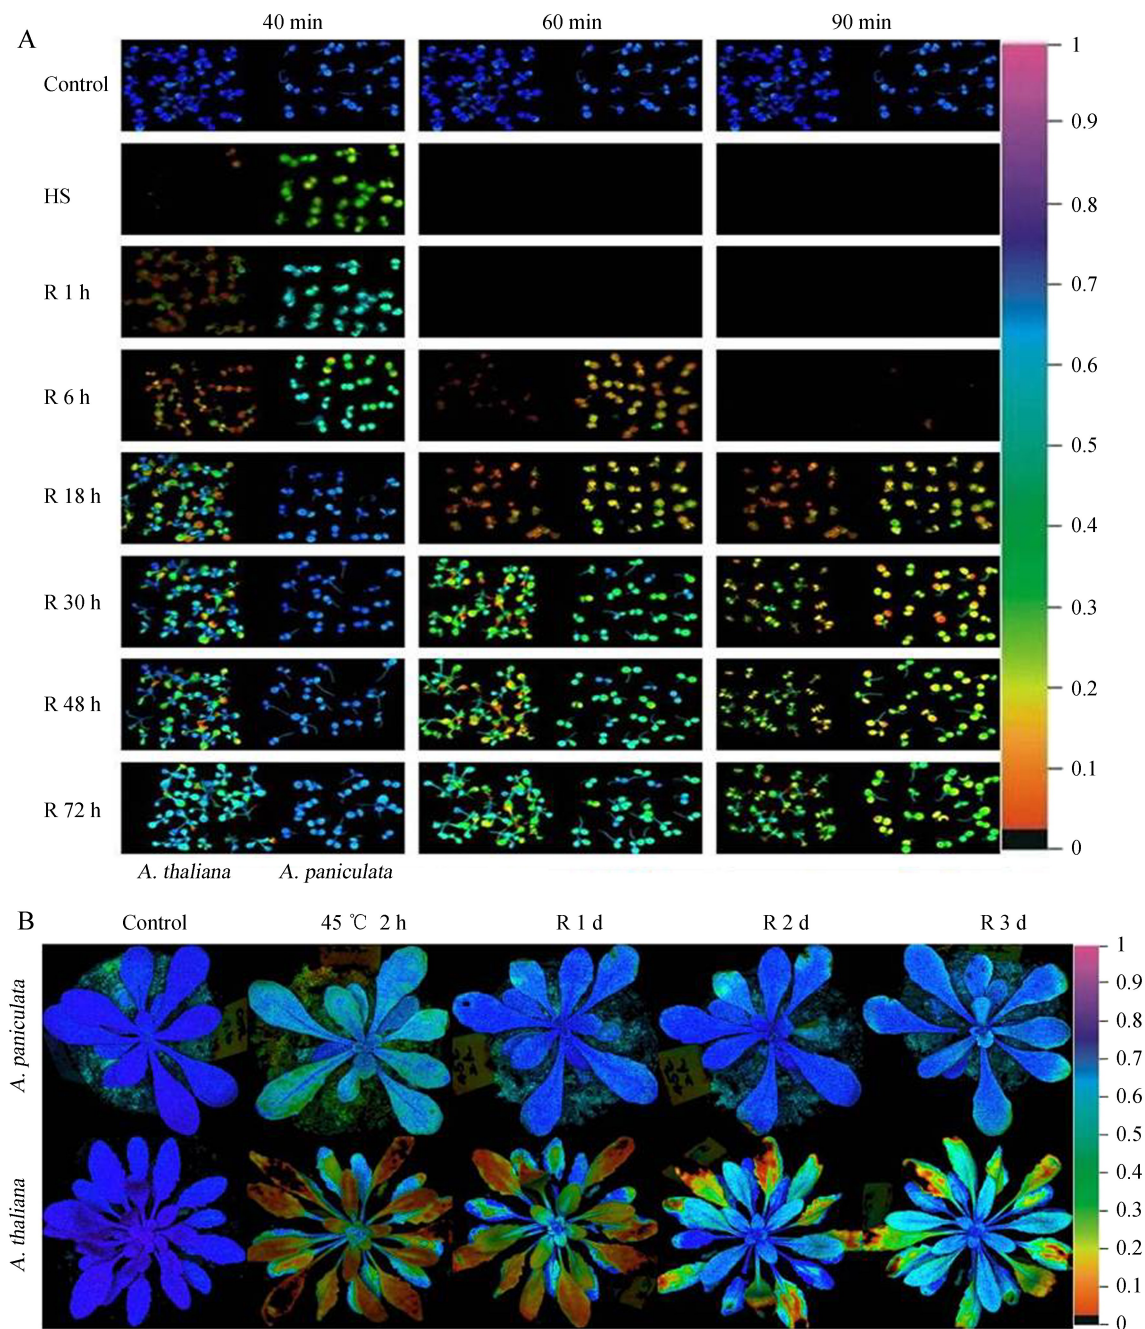 A
40 min 60 min 90 min
Control
HS
R 1 h
R 6 h
R 18 h
R 30 h
R 48 h
R 72 h
1
0.9
0.8
0.7
0.6
0.5
0.4
0.3
0.2
0.1
0
A. thaliana A. paniculata
B
Control 45 ℃ 2 h R 1 d R 2 d R 3 d
A. paniculata
A. thaliana
1
0.9
0.8
0.7
0.6
0.5
0.4
0.3
0.2
0.1
0